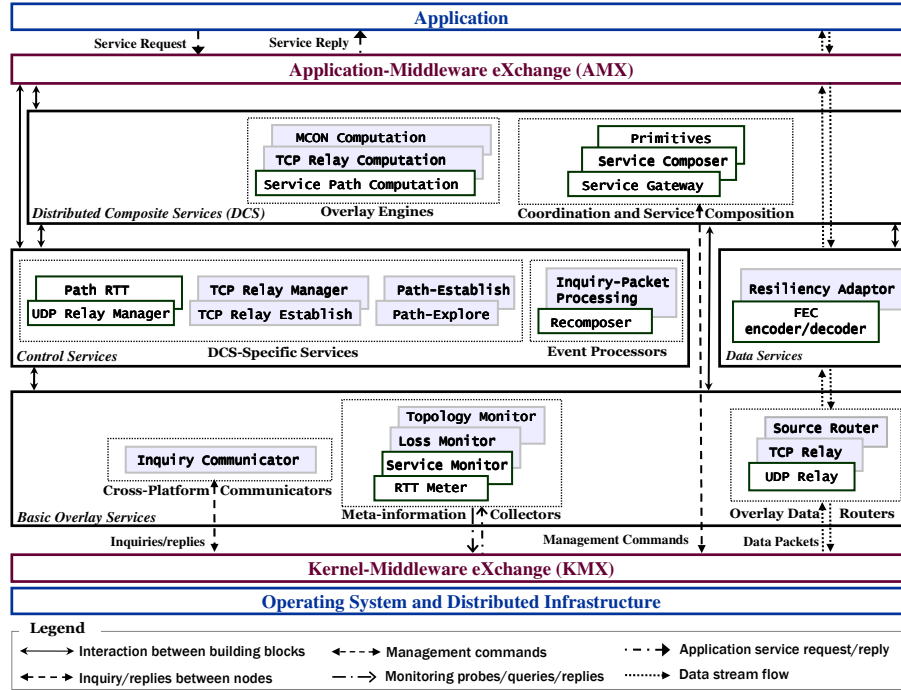 Application
Service Request
Service Reply
Application-Middleware eXchange (AMX)
MCON Computation
TCP Relay Computation
Service Path Computation
Overlay Engines
Primitives
Service Composer
Service Gateway
Coordination and Service Composition
Distributed Composite Services (DCS)
Path RTT
UDP Relay Manager
TCP Relay Manager
TCP Relay Establish
Path-Establish
Path-Explore
DCS-Specific Services
Inquiry-Packet
Processing
Recomposer
Event Processors
Control Services
Resiliency Adaptor
FEC
encoder/decoder
Data Services
Inquiry Communicator
Cross-Platform Communicators
Topology Monitor
Loss Monitor
Service Monitor
RTT Meter
Meta-information Collectors
Source Router
TCP Relay
UDP Relay
Overlay Data Routers
Basic Overlay Services
Inquiries/replies
Management Commands
Data Packets
Kernel-Middleware eXchange (KMX)
Operating System and Distributed Infrastructure
Legend
Interaction between building blocks
Management commands
Application service request/reply
Inquiry/replies between nodes
Monitoring probes/queries/replies
Data stream flow